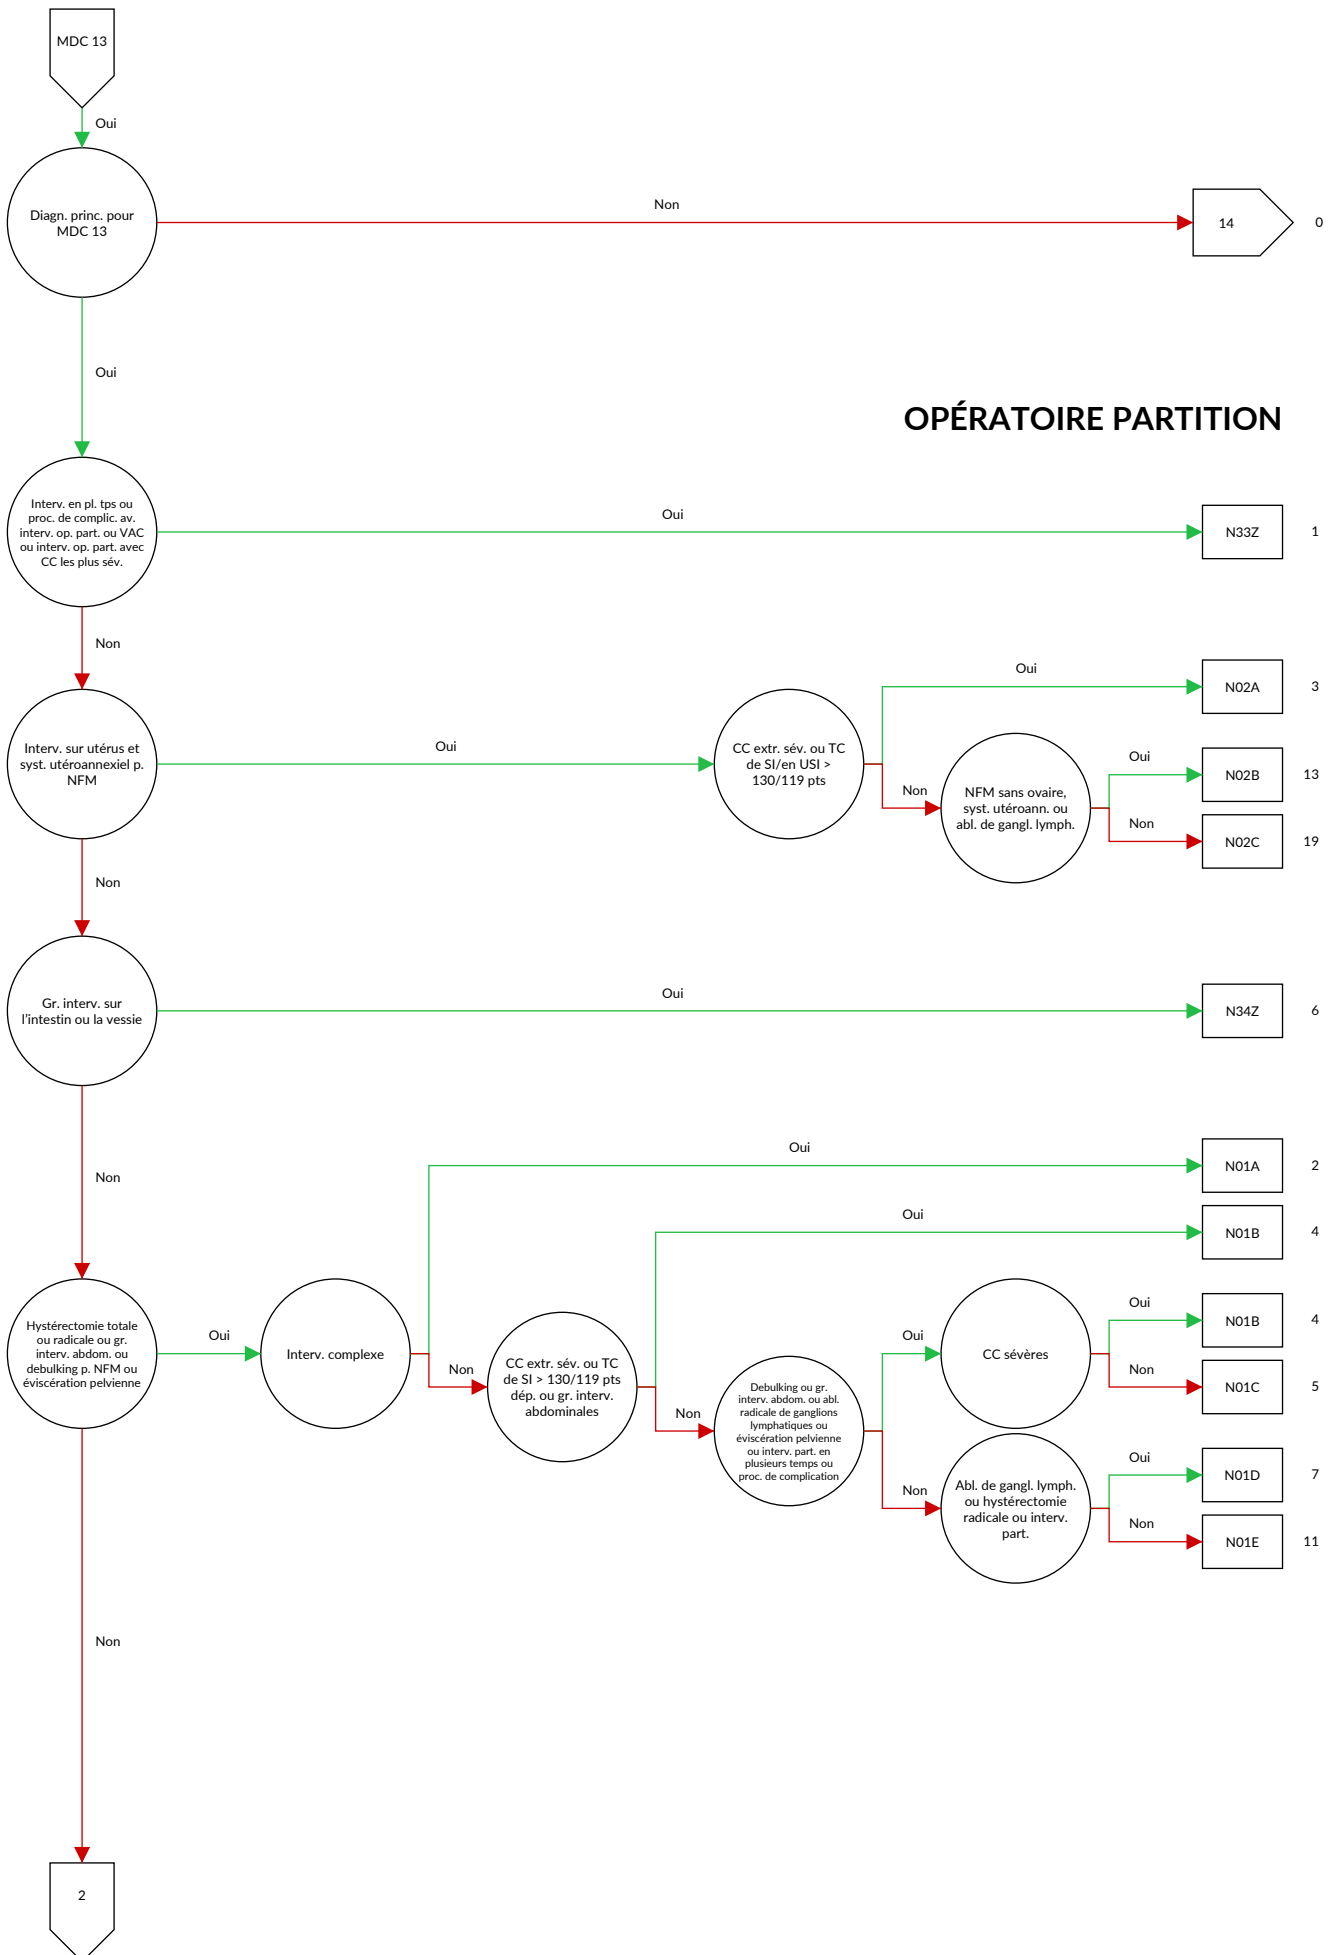 MDC 13
Oui
Diagn. princ. pour
MDC 13
Non
14
0
Oui
OPÉRATOIRE PARTITION
Interv. en pl. tps ou
proc. de complic. av.
interv. op. part. ou VAC
ou interv. op. part. avec
CC les plus sév.
Oui
N33Z
1
Non
Interv. sur utérus et
syst. utéroannexiel p.
NFM
Oui
CC extr. sév. ou TC
de SI/en USI >
130/119 pts
Oui
N02A
3
Non
NFM sans ovaire,
syst. utéroann. ou
abl. de gangl. lymph.
Oui
N02B
13
Non
N02C
19
Non
Gr. interv. sur
l'intestin ou la vessie
Oui
N34Z
6
Non
Hystérectomie totale
ou radicale ou gr.
interv. abdom. ou
debulking p. NFM ou
éviscération pelvienne
Oui
Interv. complexe
Oui
N01A
2
Non
CC extr. sév. ou TC
de SI > 130/119 pts
dép. ou gr. interv.
abdominales
Oui
N01B
4
Non
Debulking ou gr.
interv. abdom. ou abl.
radicale de ganglions
lymphatiques ou
éviscération pelvienne
ou interv. part. en
plusieurs temps ou
proc. de complication
Oui
CC sévères
Oui
N01B
4
Non
N01C
5
Non
Abl. de gangl. lymph.
ou hystérectomie
radicale ou interv.
part.
Oui
N01D
7
Non
N01E
11
Non
2